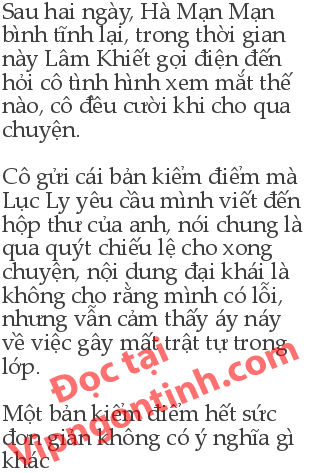 Sau hai ngày, Hà Mạn Mạn
bình tĩnh lại, trong thời gian
này Lâm Khiết gọi điện đến
hỏi cô tình hình xem mắt thế
nào, cô đều cười khi cho qua
chuyện.
Cô gửi cái bản kiểm điểm mà
Lục Ly yêu cầu mình viết đến
hộp thư của anh, nói chung là
qua quýt chiếu lệ cho xong
chuyện, nội dung đại khái là
không cho rằng mình có lỗi,
nhưng vẫn cảm thấy áy náy
về việc gây mất trật tự trong
lớp.
Đọc tại
Vipngontinh.com
Một bản kiểm điểm hết sức
đơn giản không có ý nghĩa gì
khác